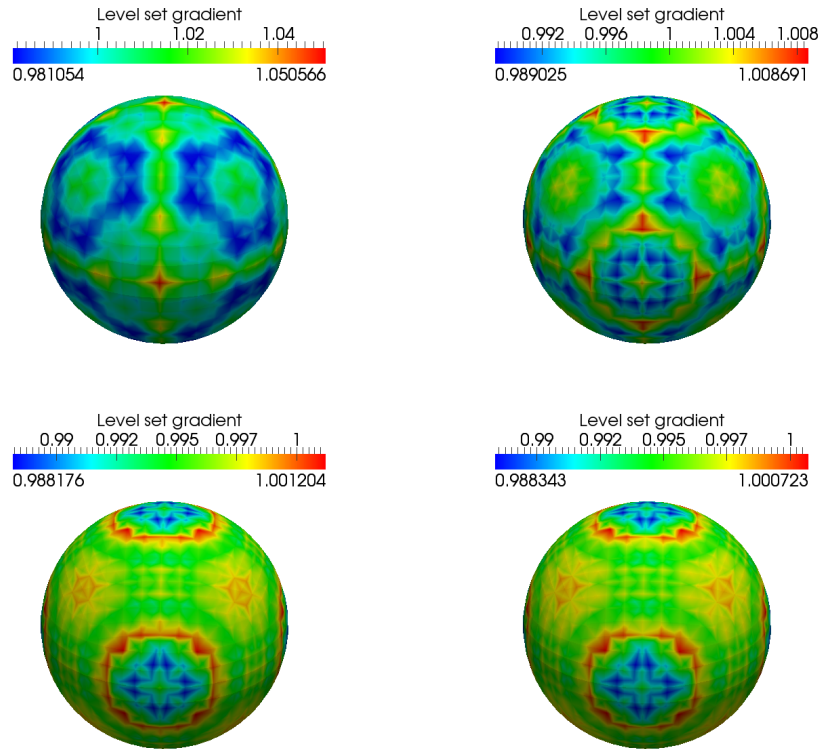 Level set gradient
1 1.02 1.04
0.981054 1.050566
Level set gradient
0.992 0.996 1 1.004 1.008
0.989025 1.008691
Level set gradient
0.99 0.992 0.995 0.997 1
0.988176 1.001204
Level set gradient
0.99 0.992 0.995 0.997 1
0.988343 1.000723